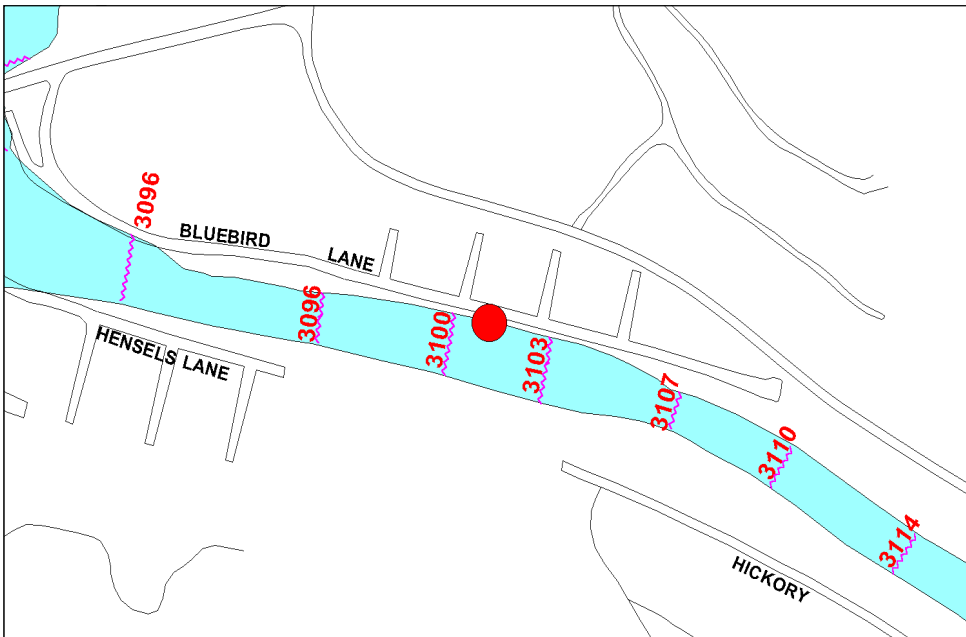 3096
BLUEBIRD
LANE
3096
3100
HENSELS LANE
3103
3107
3110
3114
HICKORY